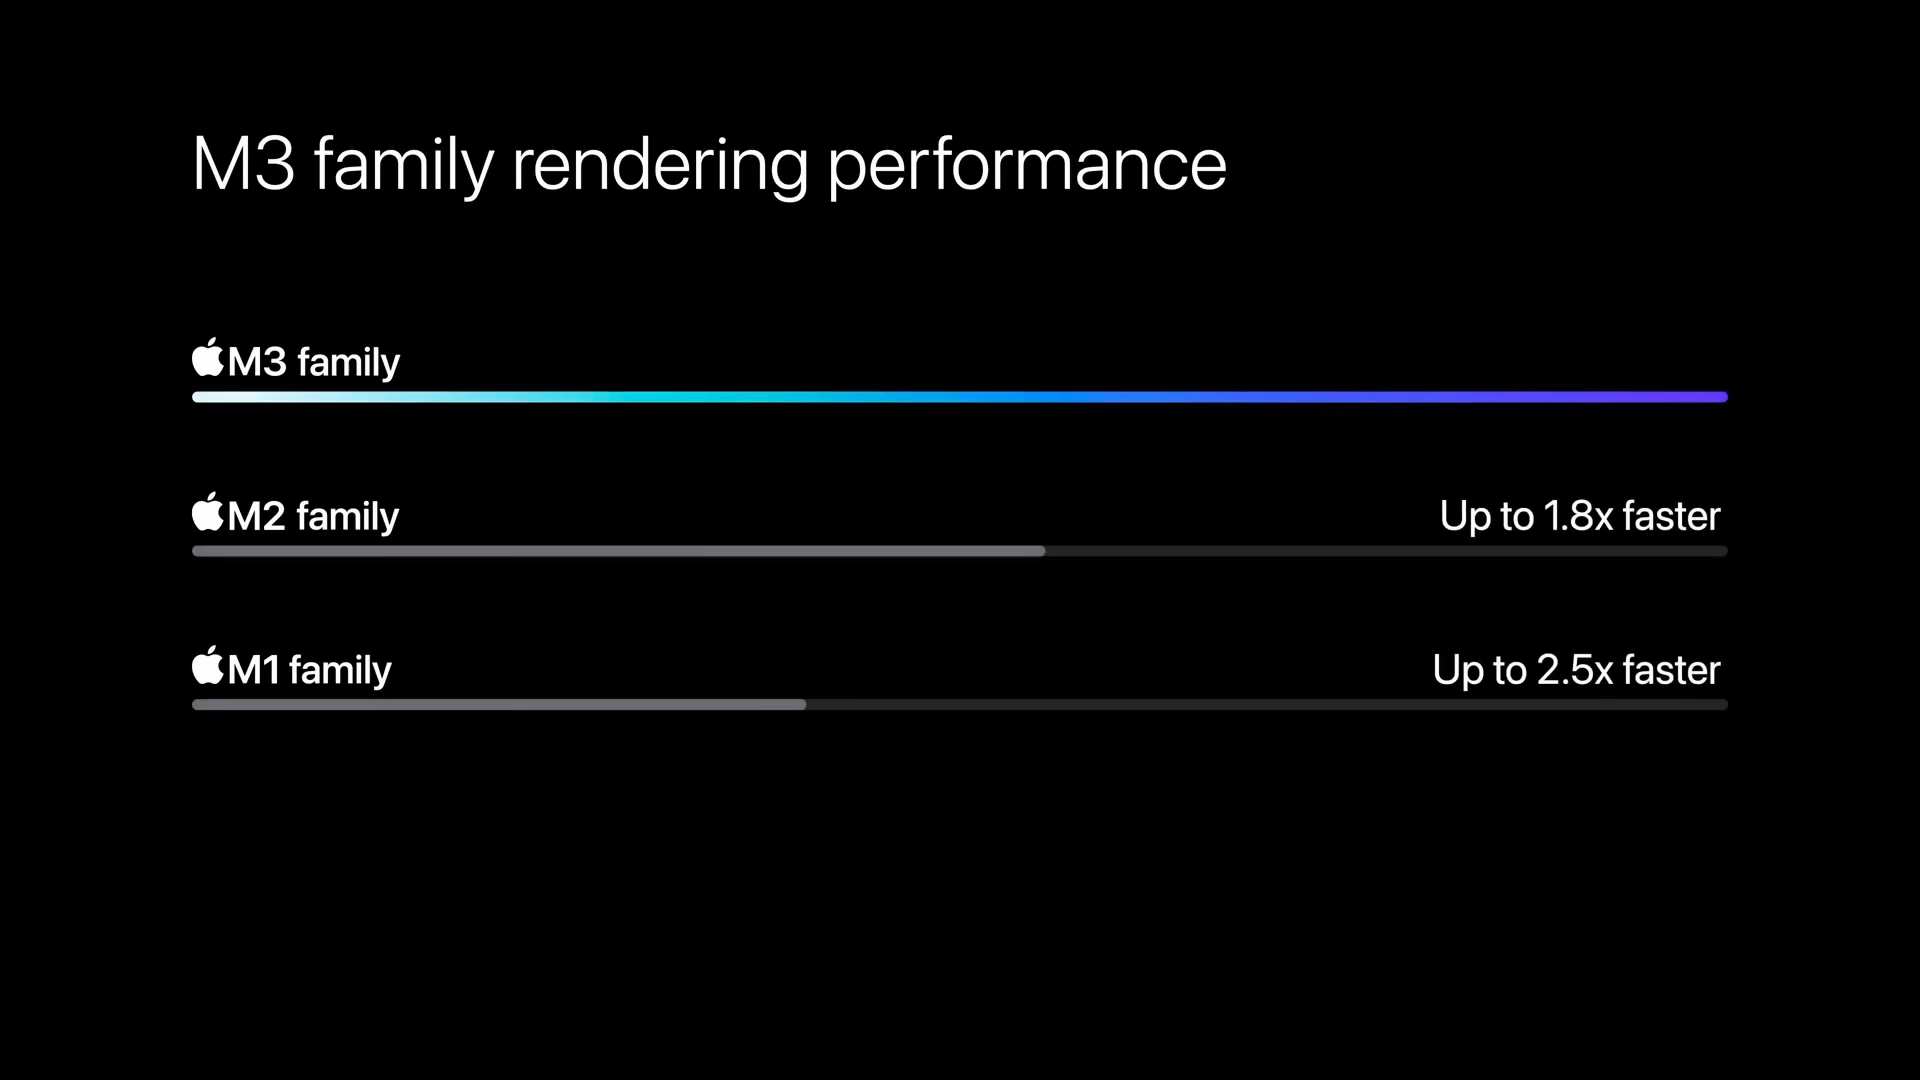 M3 family rendering performance
M3 family
M2 family
Up to 1.8x faster
M1 family
Up to 2.5x faster